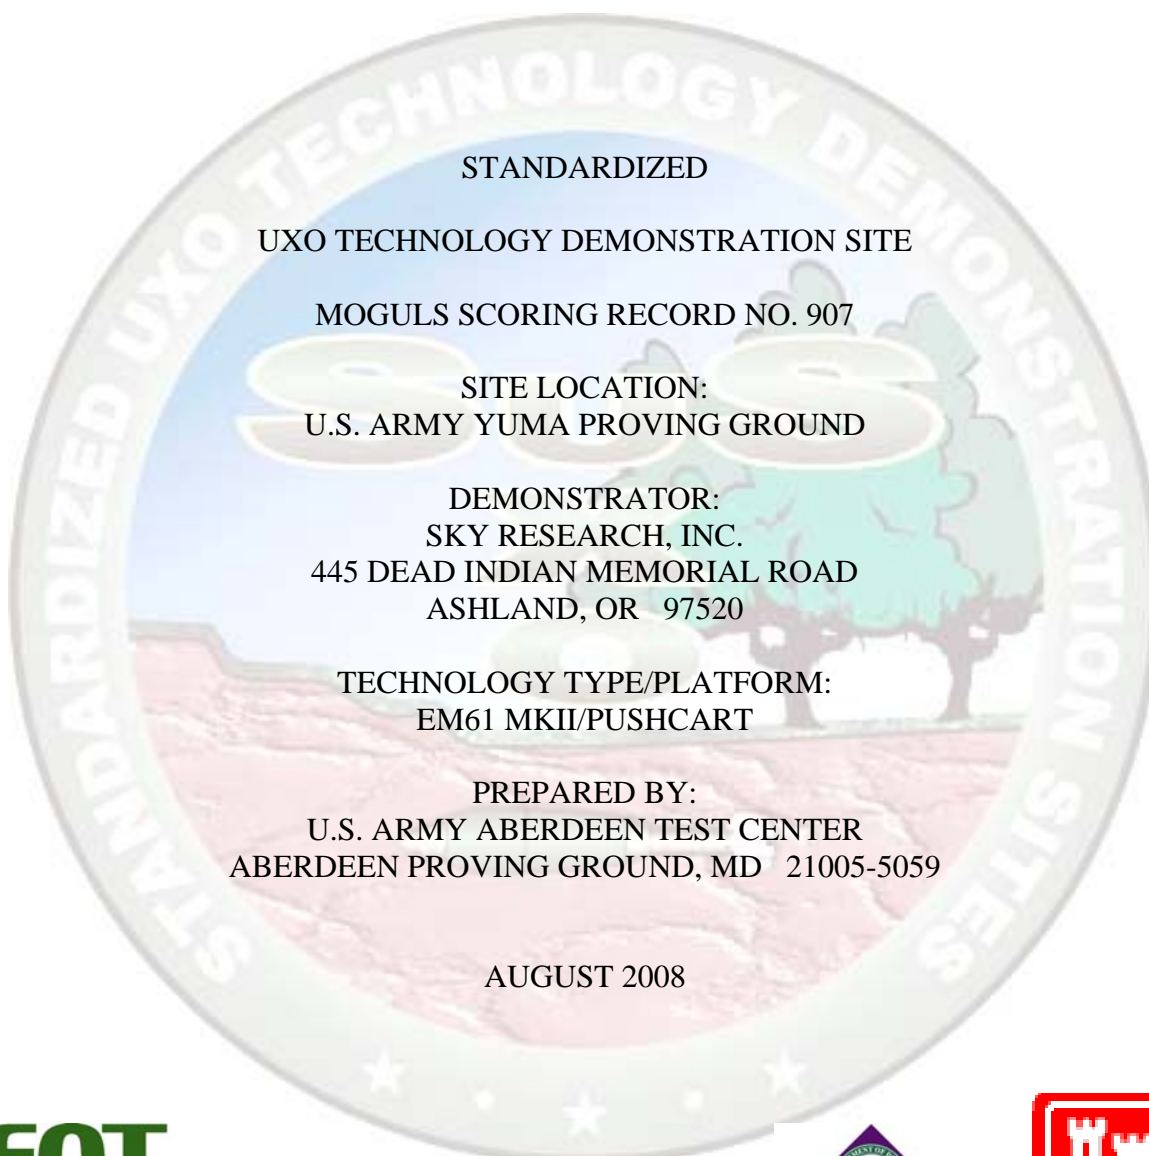 STANDARDIZED UXO TECHNOLOGY DEMONSTRATION SITES
SUS
STANDARDIZED
UXO TECHNOLOGY DEMONSTRATION SITE
MOGULS SCORING RECORD NO. 907
SITE LOCATION:
U.S. ARMY YUMA PROVING GROUND
DEMONSTRATOR:
SKY RESEARCH, INC.
445 DEAD INDIAN MEMORIAL ROAD
ASHLAND, OR 97520
TECHNOLOGY TYPE/PLATFORM:
EM61 MKII/PUSHCART
PREPARED BY:
U.S. ARMY ABERDEEN TEST CENTER
ABERDEEN PROVING GROUND, MD 21005-5059
AUGUST 2008